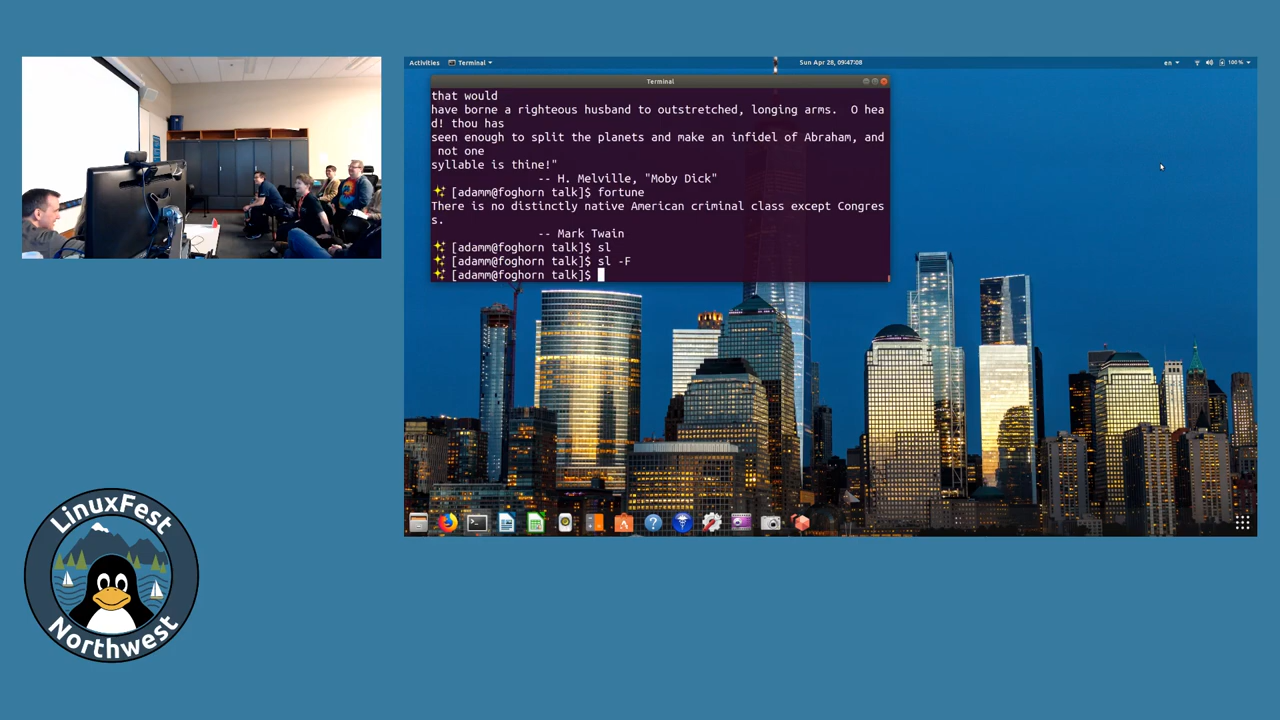 Activities
Terminal
Sun Apr 28, 09:47:08
en
100%
Terminal
that would
have borne a righteous husband to outstretched, longing arms.  O hea
d! thou has
seen enough to split the planets and make an infidel of Abraham, and
 not one
syllable is thine!"
-- H. Melville, "Moby Dick"
[adamm@foghorn talk]$ fortune
There is no distinctly native American criminal class except Congres
s.
-- Mark Twain
[adamm@foghorn talk]$ sl
[adamm@foghorn talk]$ sl -F
[adamm@foghorn talk]$
LinuxFest
Northwest